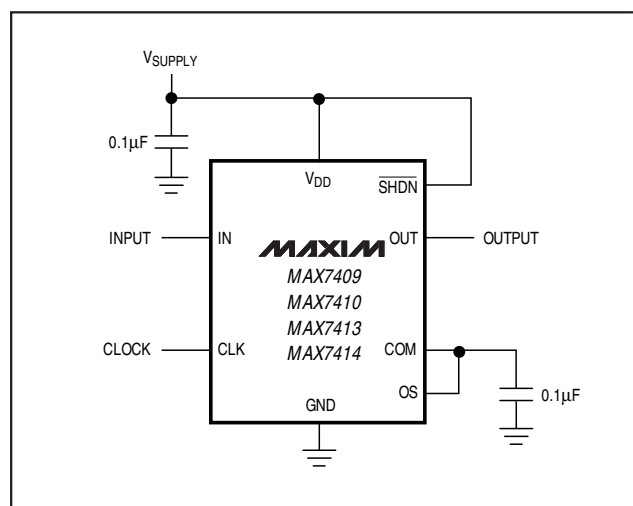 VSUPPLY
0.1µF
VDD
SHDN
INPUT
IN
MAXIM
OUT
OUTPUT
MAX7409
MAX7410
MAX7413
MAX7414
CLOCK
CLK
COM
OS
0.1µF
GND